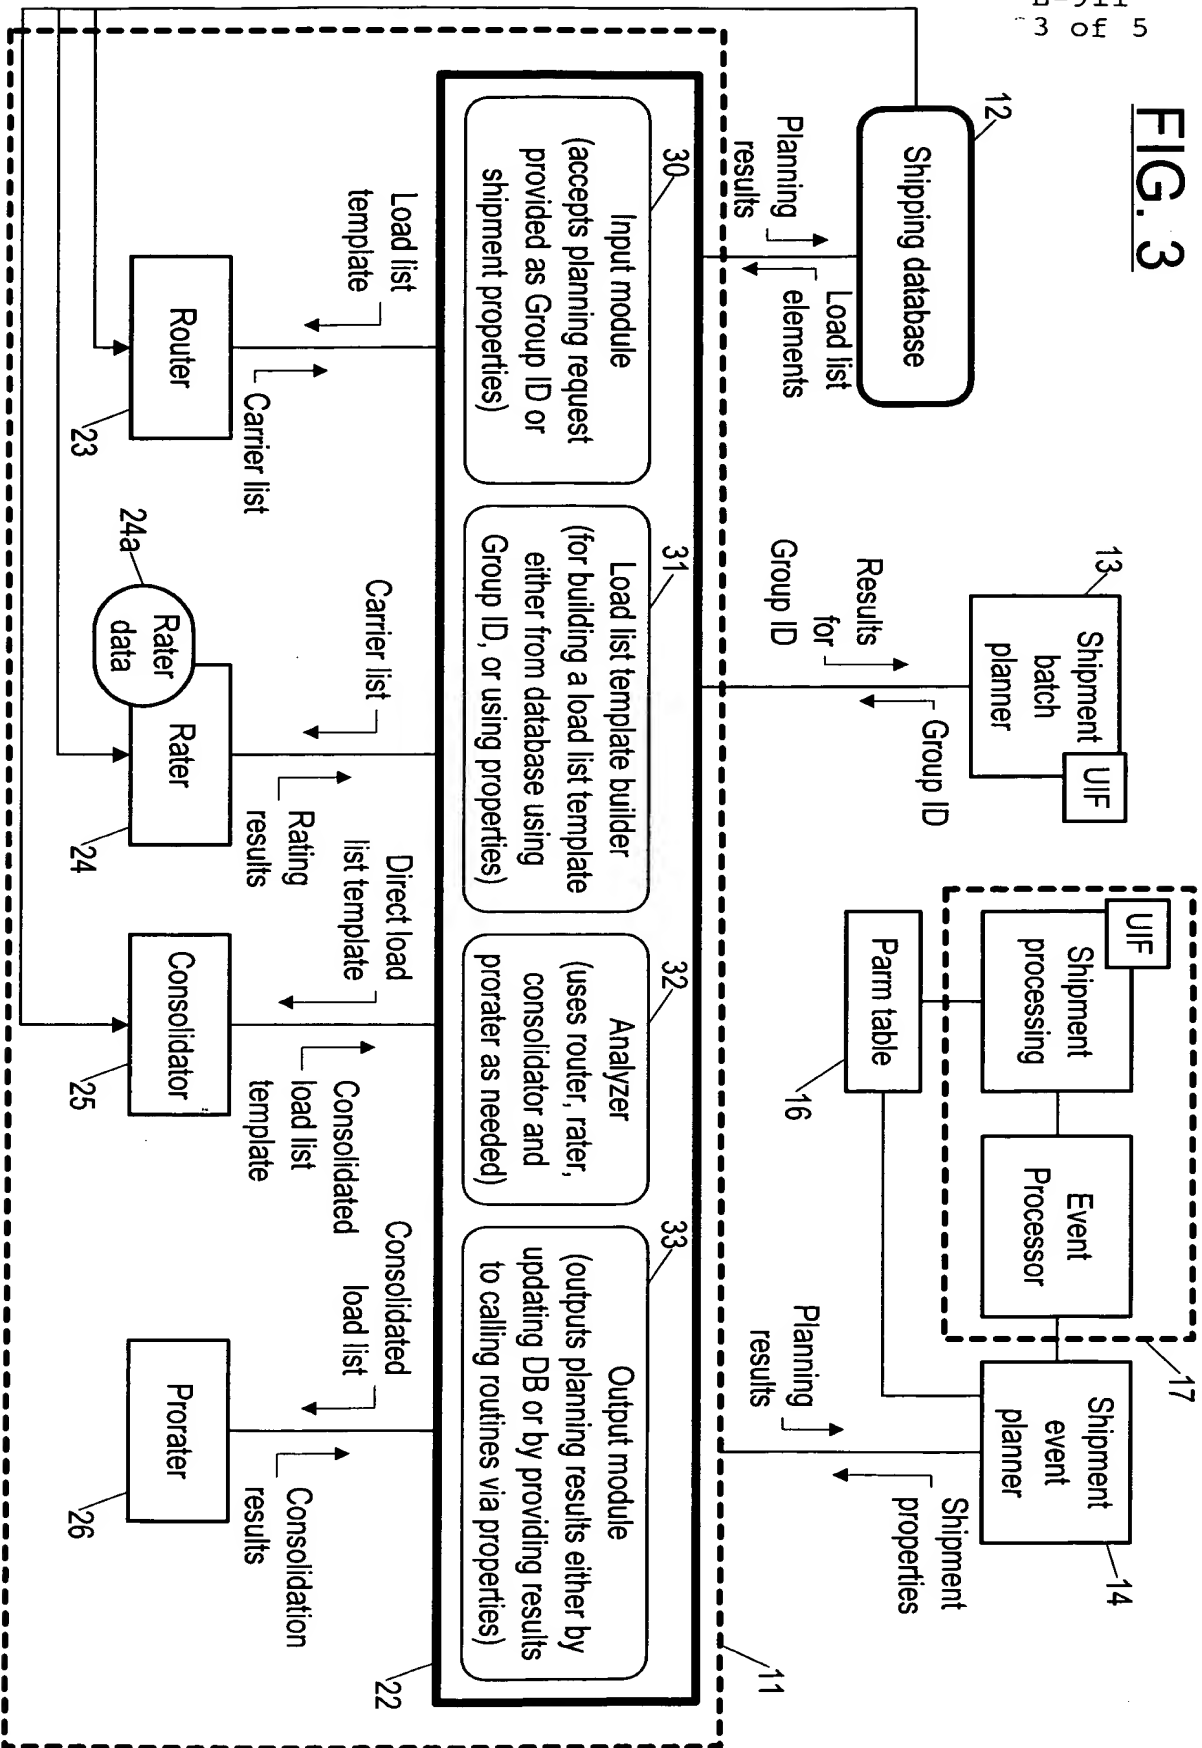 3 of 5
FIG. 3
12
Shipping database
Planning
results
Load list
elements
13
Shipment
batch
planner
UIF
Results
for
Group ID
Group ID
UIF
Shipment
processing
Event
Processor
17
Parm table
16
Shipment
event
planner
14
Planning
results
Shipment
properties
11
30
Input module
(accepts planning request
provided as Group ID or
shipment properties)
31
Load list template builder
(for building a load list template
either from database using
Group ID, or using properties)
32
Analyzer
(uses router, rater,
consolidator and
prorater as needed)
33
Output module
(outputs planning results either by
updating DB or by providing results
to calling routines via properties)
22
Load list
template
Carrier list
Router
23
Carrier list
Rating
results
24a
Rater
data
Rater
24
Direct load
list template
Consolidated
load list
template
Consolidator
25
Consolidated
load list
Consolidation
results
Prorater
26